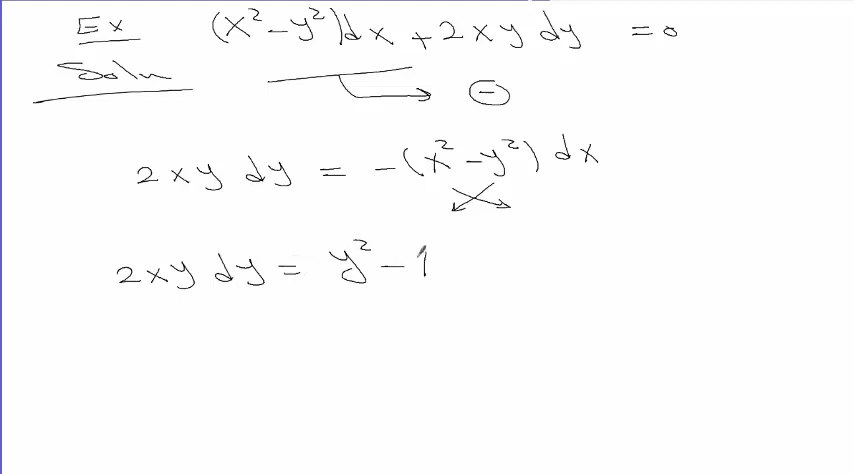 Ex (x² - y²)dx + 2xy dy = 0
Soln ⊖
2xy dy = -(x² - y²) dx
2xy dy = y² - 1